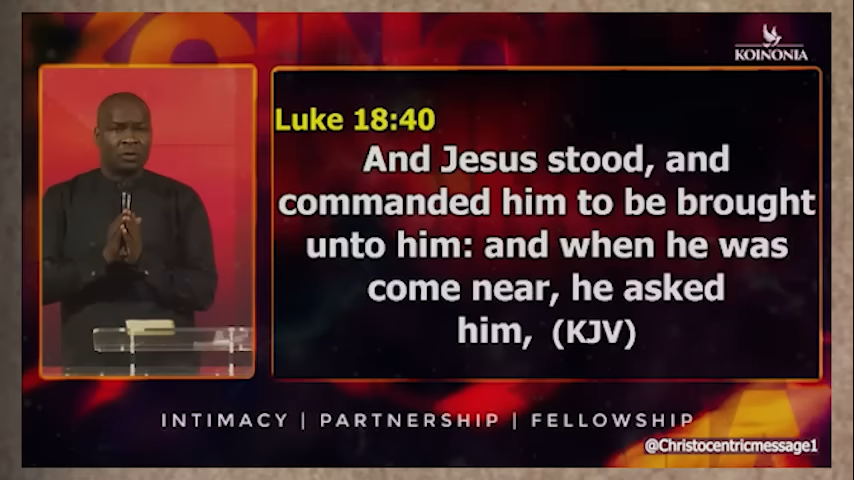 KOINONIA
Luke 18:40
And Jesus stood, and
commanded him to be brought
unto him: and when he was
come near, he asked
him, (KJV)
INTIMACY | PARTNERSHIP | FELLOWSHIP
@Christocentricmessage1